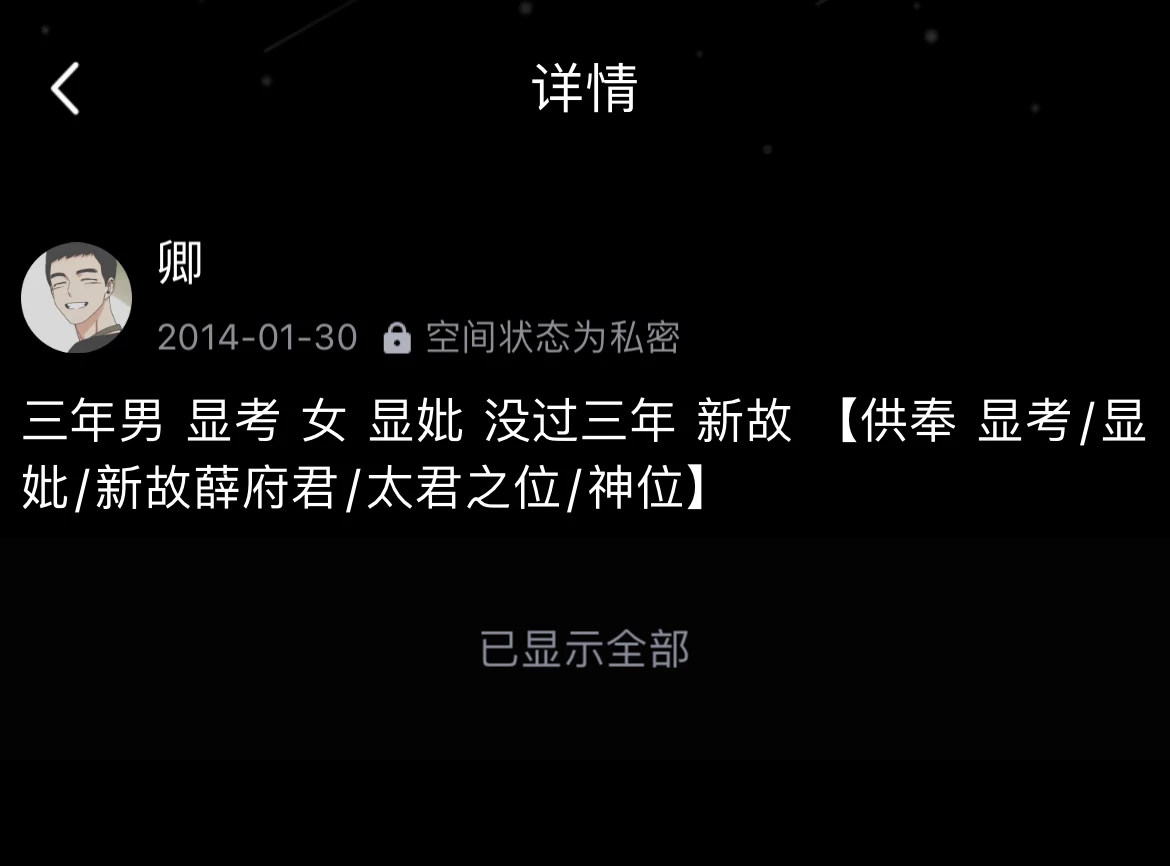 详情
卿
2014-01-30 空间状态为私密
三年男 显考 女 显妣 没过三年 新故 【供奉 显考/显
妣/新故薛府君/太君之位/神位】
已显示全部